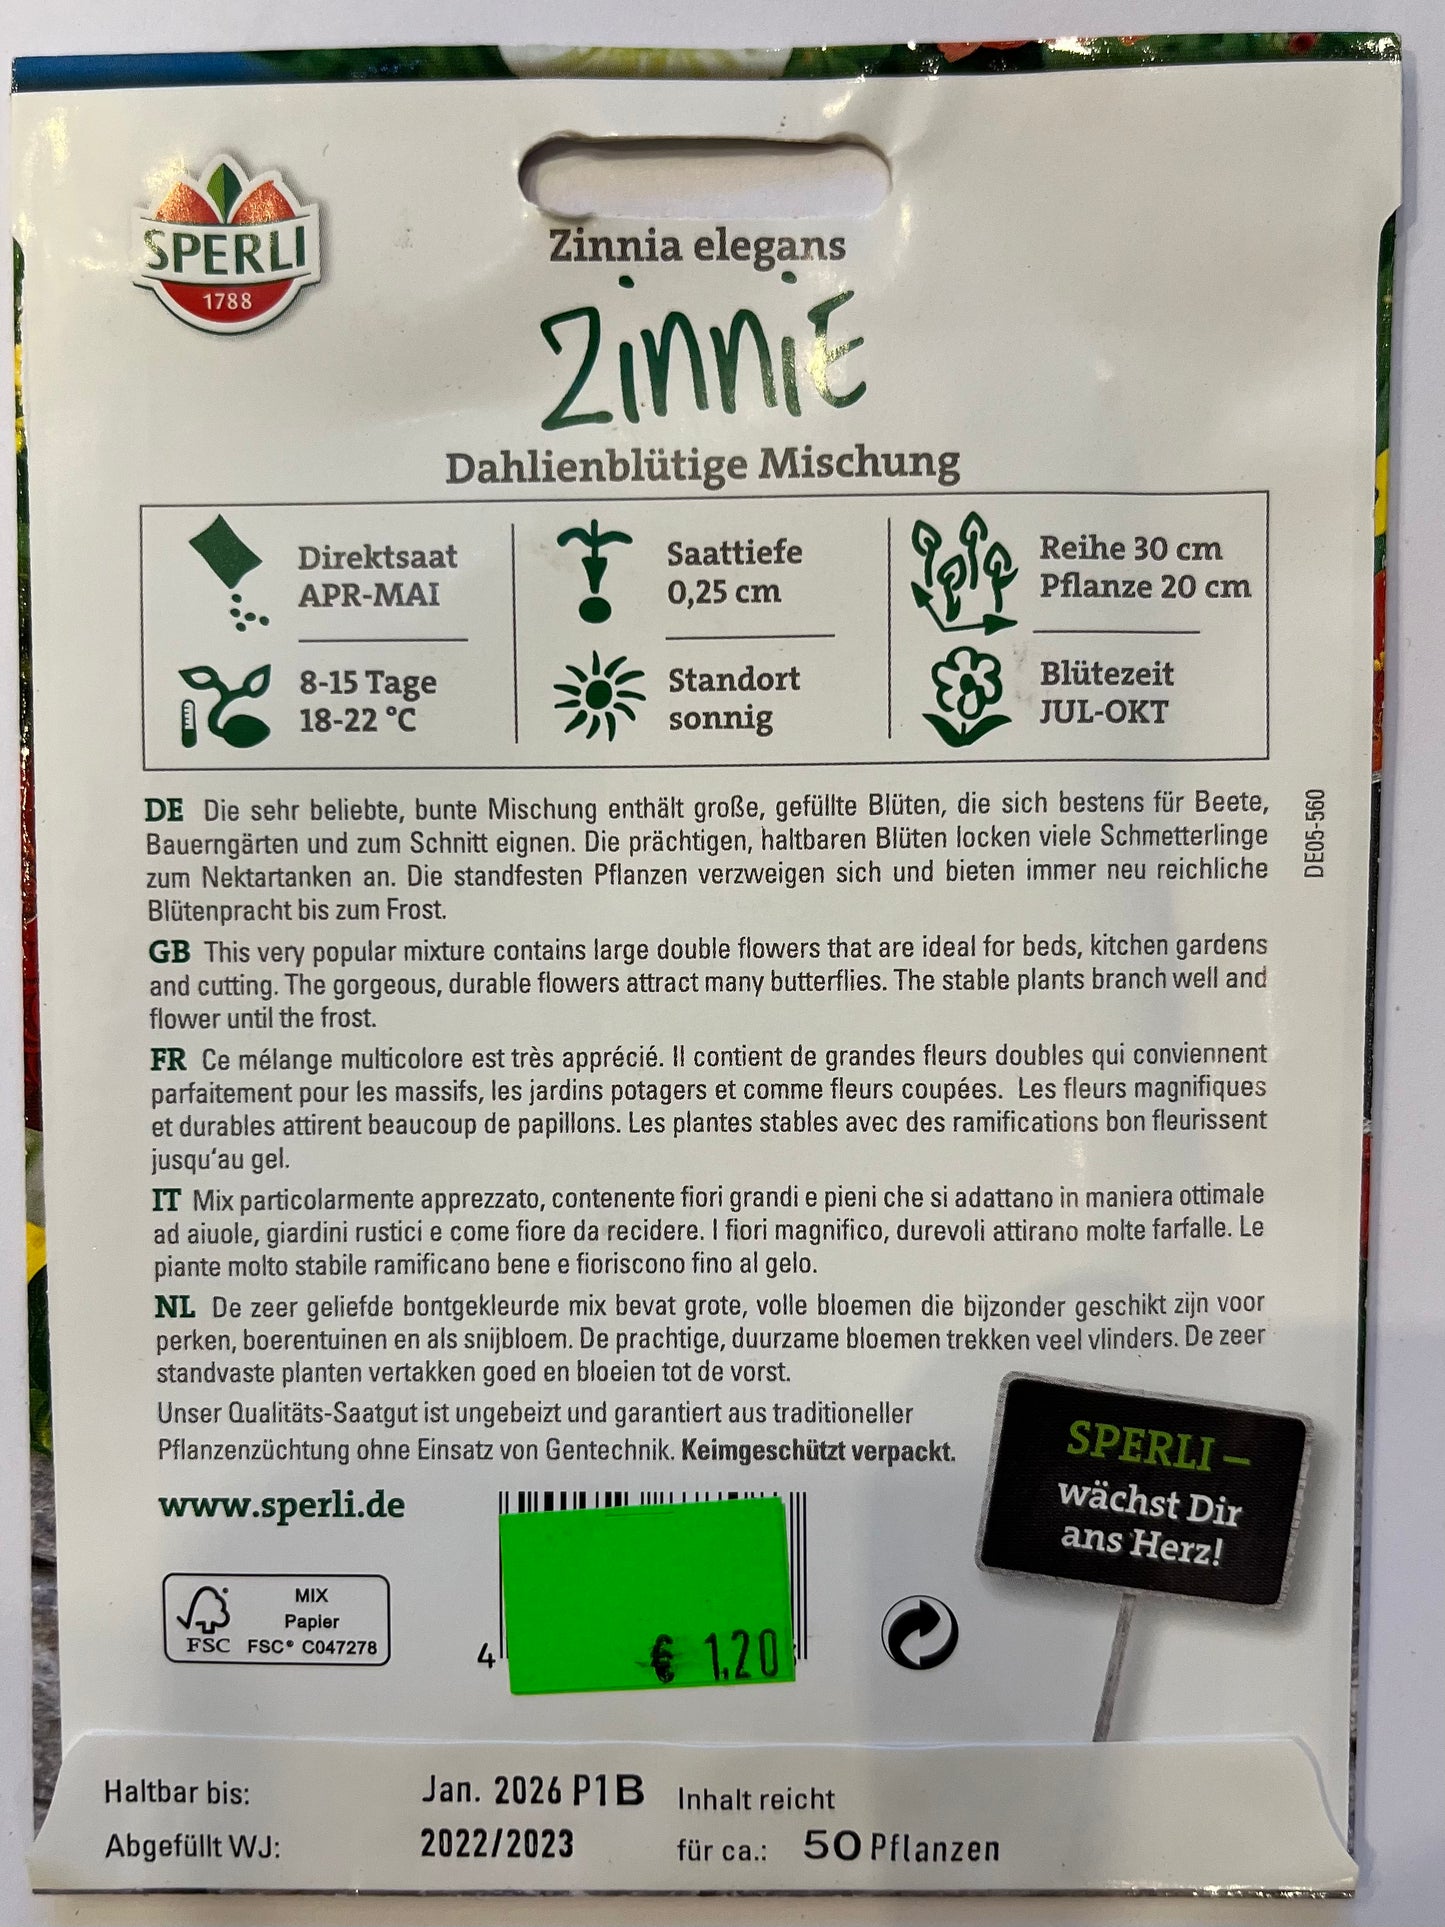 SPERLI
1788
Zinnia elegans
ZinniE
Dahlienblütige Mischung
Direktsaat
APR-MAI
Saattiefe
0,25 cm
Reihe 30 cm
Pflanze 20 cm
8-15 Tage
18-22 °C
Standort
sonnig
Blütezeit
JUL-OKT
DE Die sehr beliebte, bunte Mischung enthält große, gefüllte Blüten, die sich bestens für Beete,
Bauerngärten und zum Schnitt eignen. Die prächtigen, haltbaren Blüten locken viele Schmetterlinge
zum Nektartanken an. Die standfesten Pflanzen verzweigen sich und bieten immer neu reichliche
Blütenpracht bis zum Frost.
DE05-560
GB This very popular mixture contains large double flowers that are ideal for beds, kitchen gardens
and cutting. The gorgeous, durable flowers attract many butterflies. The stable plants branch well and
flower until the frost.
FR Ce mélange multicolore est très apprécié. Il contient de grandes fleurs doubles qui conviennent
parfaitement pour les massifs, les jardins potagers et comme fleurs coupées. Les fleurs magnifiques
et durables attirent beaucoup de papillons. Les plantes stables avec des ramifications bon fleurissent
jusqu‘au gel.
IT Mix particolarmente apprezzato, contenente fiori grandi e pieni che si adattano in maniera ottimale
ad aiuole, giardini rustici e come fiore da recidere. I fiori magnifico, durevoli attirano molte farfalle. Le
piante molto stabile ramificano bene e fioriscono fino al gelo.
NL De zeer geliefde bontgekleurde mix bevat grote, volle bloemen die bijzonder geschikt zijn voor
perken, boerentuinen en als snijbloem. De prachtige, duurzame bloemen trekken veel vlinders. De zeer
standvaste planten vertakken goed en bloeien tot de vorst.
Unser Qualitäts-Saatgut ist ungebeizt und garantiert aus traditioneller
Pflanzenzüchtung ohne Einsatz von Gentechnik. Keimgeschützt verpackt.
SPERLI –
wächst Dir
ans Herz!
www.sperli.de
MIX
Papier
FSC FSC® C047278
4
€ 1,20
Haltbar bis: Jan. 2026 P1B
Abgefüllt WJ: 2022/2023
Inhalt reicht
für ca.: 50 Pflanzen